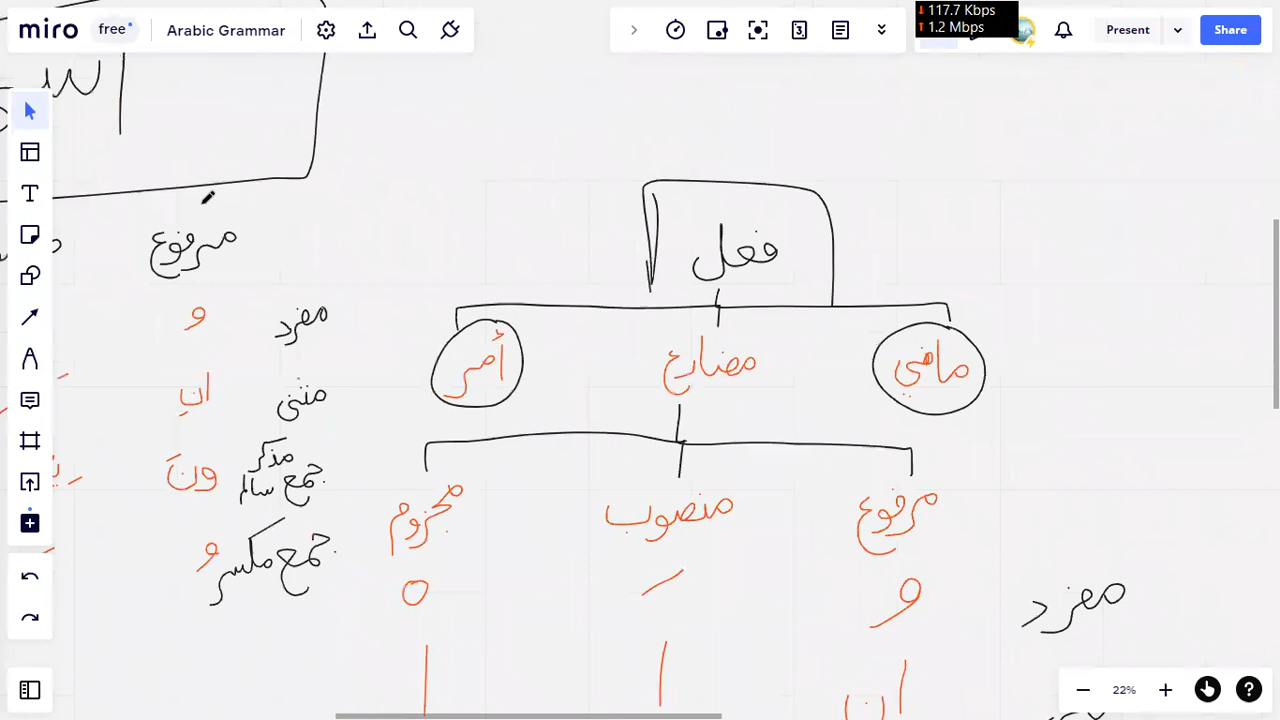 117.7 Kbps
1.2 Mbps
miro free Arabic Grammar Present Share
فعل
ماضي مضارع أمر
مرفوع منصوب مجزوم
مفرد و
ان ا ا
مرفوع
مفرد و
مثنى انِ
جمع مذكر سالم ونَ
جمع مكسر و
22%